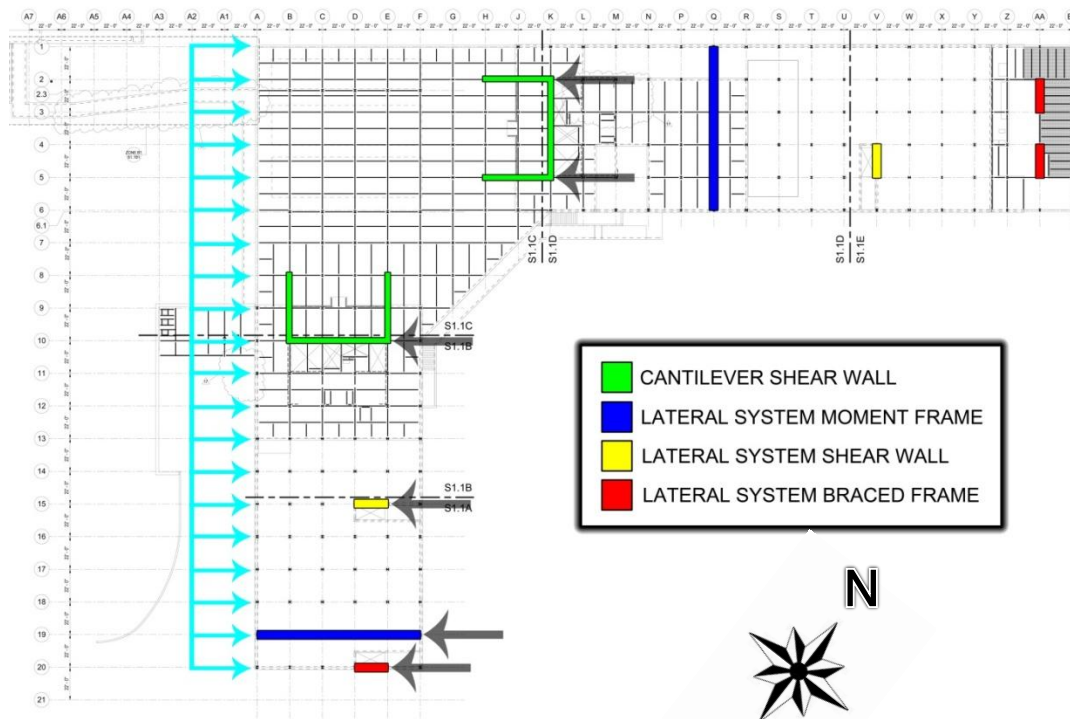 A7 A6 A5 A4 A3 A2 A1 A B C D E F G H J K L M N P Q R S T U V W X Y Z AA
1
2
2.3
3
4
5
6
6.1
7
8
9
10
11
12
13
14
15
16
17
18
19
20
21
S1.1C
S1.1D
S1.1D
S1.1E
S1.1C
S1.1B
S1.1B
S1.1A
CANTILEVER SHEAR WALL
LATERAL SYSTEM MOMENT FRAME
LATERAL SYSTEM SHEAR WALL
LATERAL SYSTEM BRACED FRAME
N